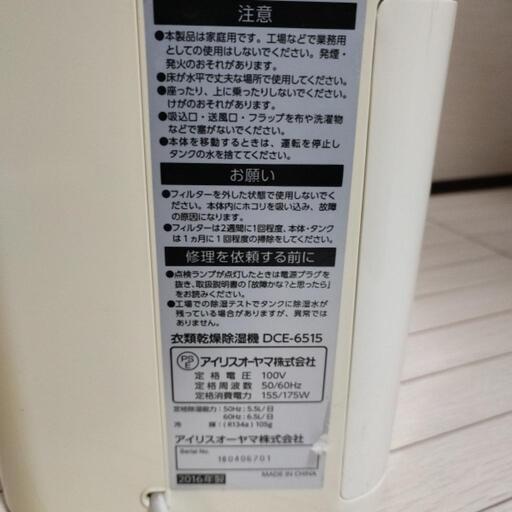 注意
●本製品は家庭用です。工場などで業務用
としての使用はしないでください。発煙・
発火のおそれがあります。
●床が水平で丈夫な場所で使用してください。
●座ったり、上に乗ったりしないでください。
けがのおそれがあります。
●吸込口・送風口・フラップを布や洗濯物
などで塞がないでください。
●本体を移動するときは、運転を停止し
タンクの水を捨ててください。
お願い
●フィルターを外した状態で使用しないでく
ださい。本体内にホコリを吸い込み、故障
の原因になります。
●フィルターは2週間に1回程度、本体・タンク
は1ヵ月に1回程度の掃除をしてください。
修理を依頼する前に
●点検ランプが点灯したときは電源プラグを
抜き、取扱説明書の「故障かな?と思ったら」
をお読みください。
●工場での除湿テストでタンクに除湿水が
残っている場合がありますが、異常では
ありません。
衣類乾燥除湿機 DCE-6515
PSE アイリスオーヤマ株式会社
定格電圧 100V
定格周波数 50/60Hz
定格消費電力 155/175W
定格除湿能力：50Hz：5.5L/日
60Hz：6.5L/日
冷媒：(R134a) 105g
アイリスオーヤマ株式会社
Serial No.
160406701
2016年製 MADE IN CHINA